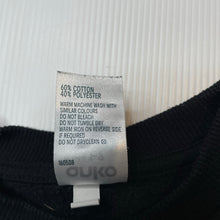 60% COTTON
40% POLYESTER
WARM MACHINE WASH WITH
SIMILAR COLOURS
DO NOT BLEACH
DO NOT TUMBLE DRY
WARM IRON ON REVERSE SIDE,
IF REQUIRED
DO NOT DRYCLEAN
160508